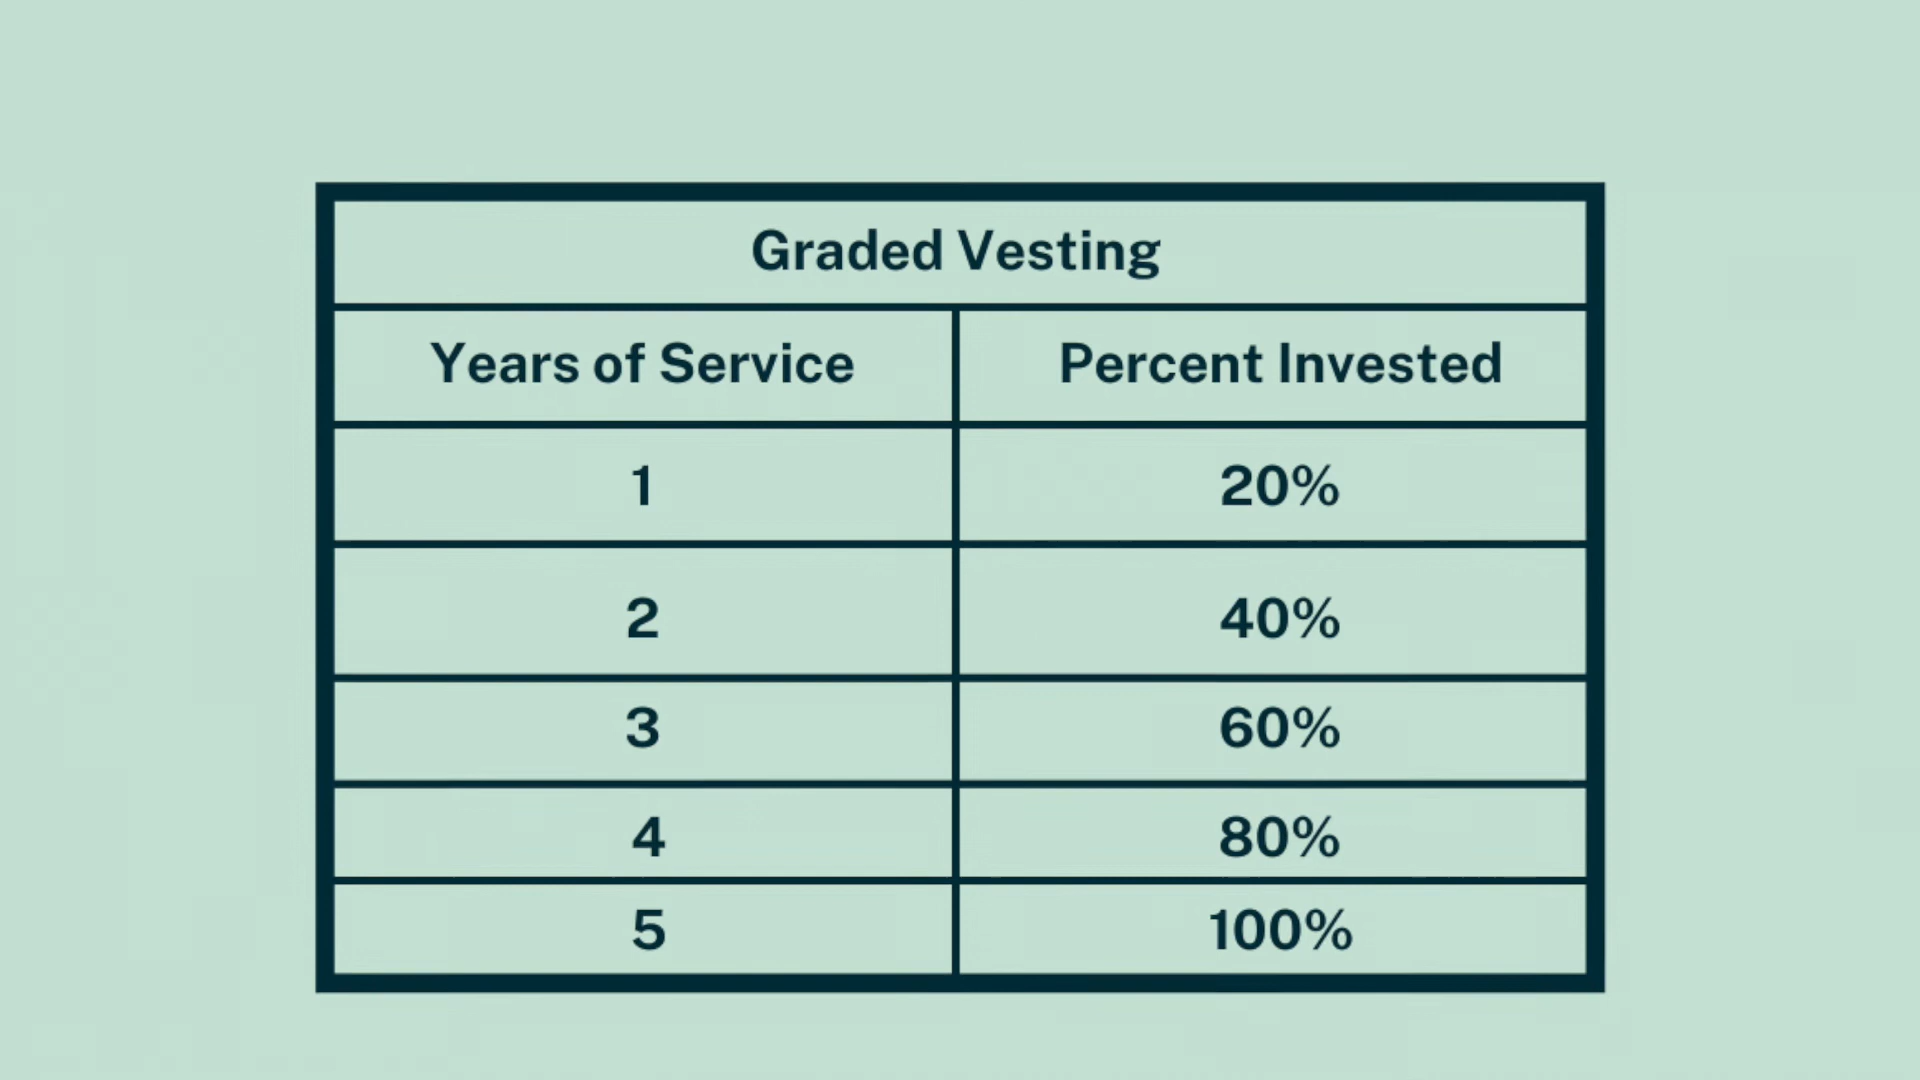 Graded Vesting
Years of Service Percent Invested
1 20%
2 40%
3 60%
4 80%
5 100%